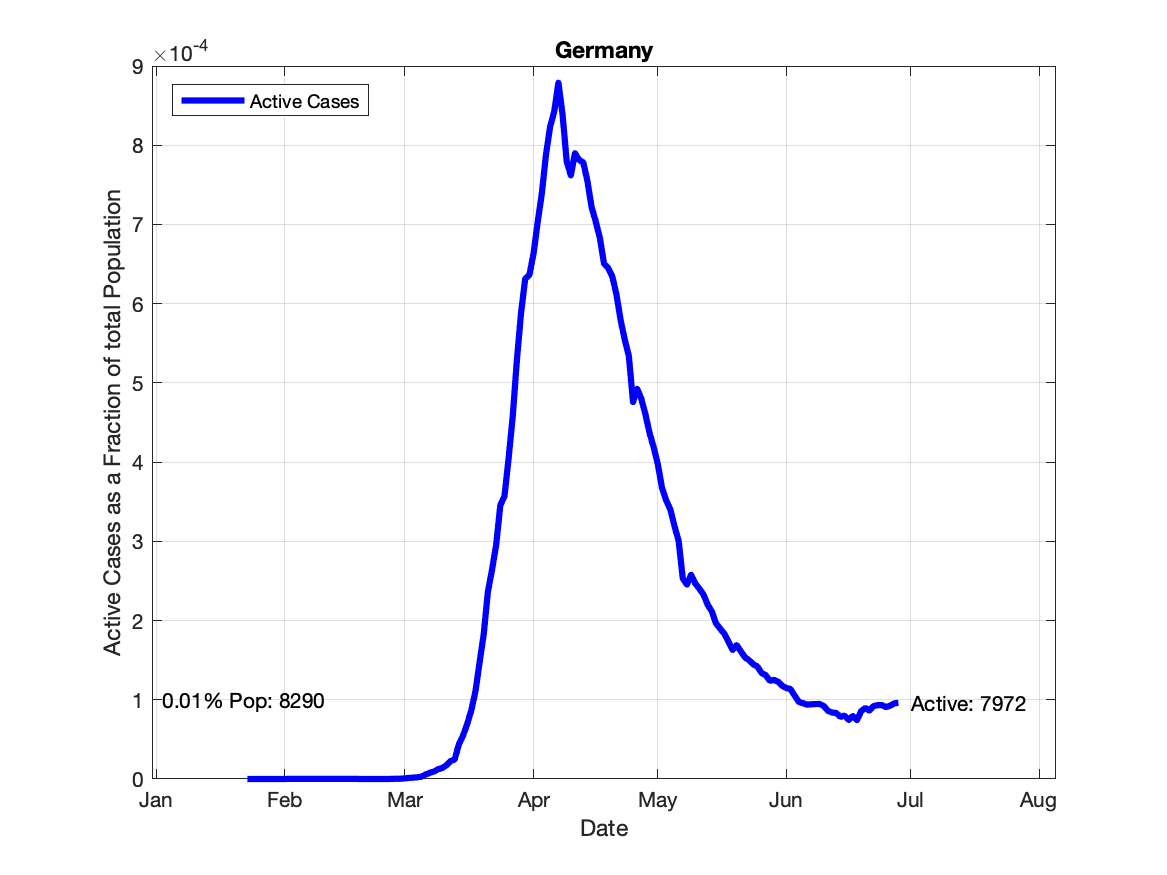 ×10-4
Germany
Active Cases
9
8
7
6
5
4
3
2
1
0
Active Cases as a Fraction of total Population
0.01% Pop: 8290
Active: 7972
Jan Feb Mar Apr May Jun Jul Aug
Date